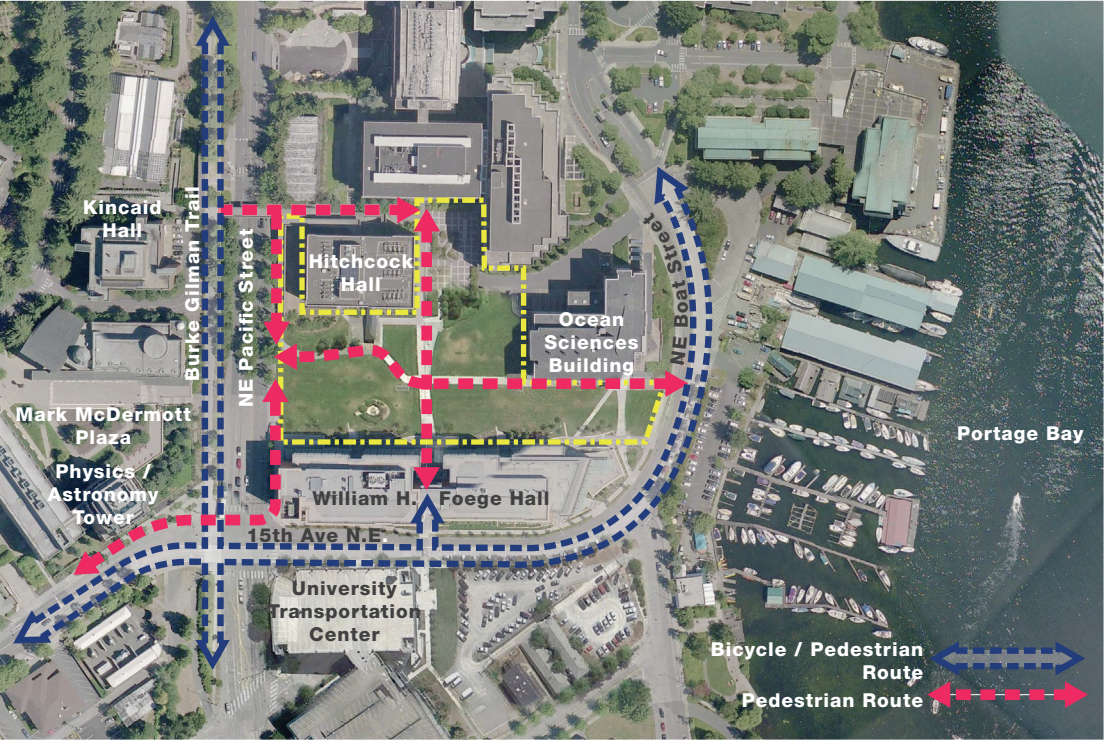 Kincaid
Hall
Burke Gilman Trail
NE Pacific Street
Hitchcock
Hall
NE Boat Street
Ocean
Sciences
Building
Mark McDermott
Plaza
Physics /
Astronomy
Tower
Portage Bay
William H. Foege Hall
15th Ave N.E.
University
Transportation
Center
Bicycle / Pedestrian
Route
Pedestrian Route